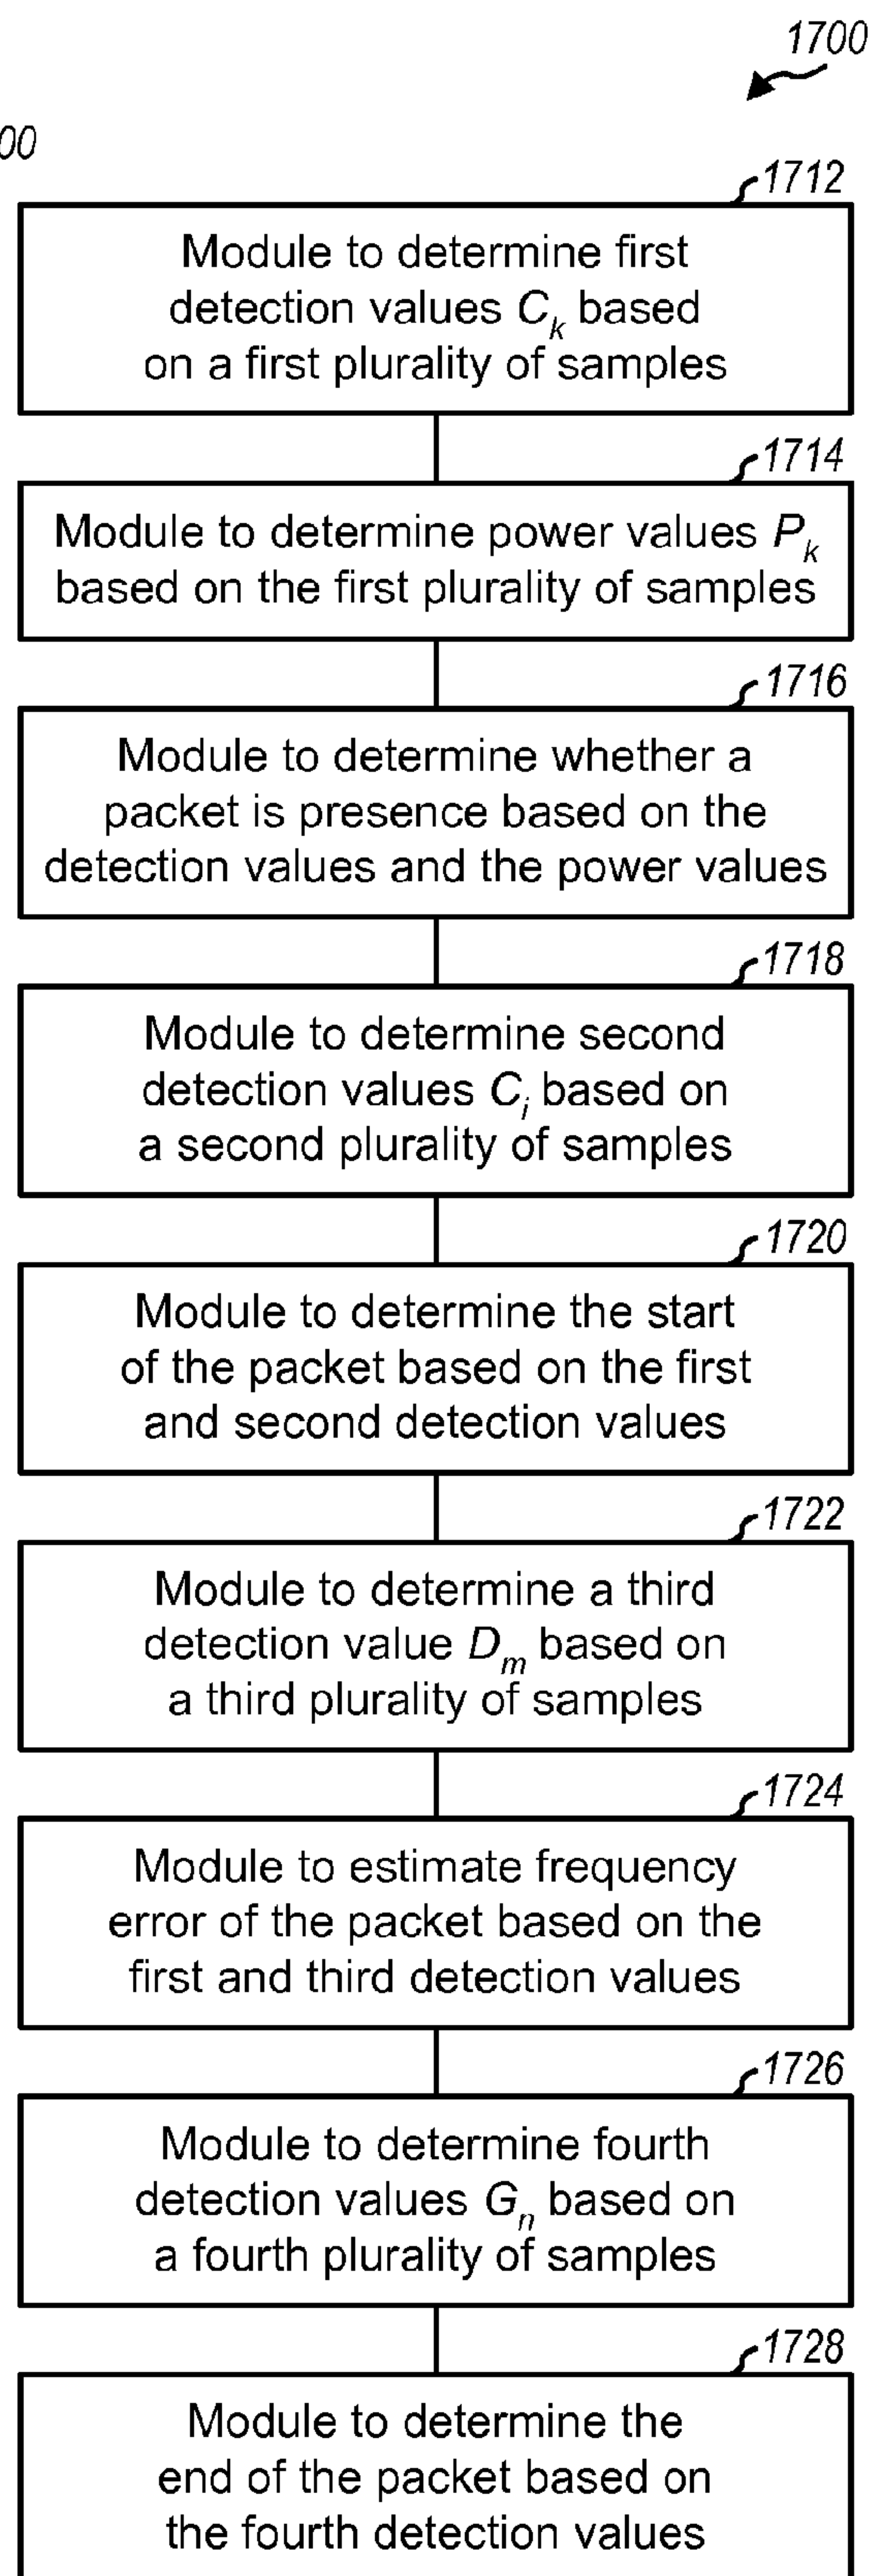 1700
00
1712
Module to determine first
detection values Ck based
on a first plurality of samples
1714
Module to determine power values Pk
based on the first plurality of samples
1716
Module to determine whether a
packet is presence based on the
detection values and the power values
1718
Module to determine second
detection values Ci based on
a second plurality of samples
1720
Module to determine the start
of the packet based on the first
and second detection values
1722
Module to determine a third
detection value Dm based on
a third plurality of samples
1724
Module to estimate frequency
error of the packet based on the
first and third detection values
1726
Module to determine fourth
detection values Gn based on
a fourth plurality of samples
1728
Module to determine the
end of the packet based on
the fourth detection values